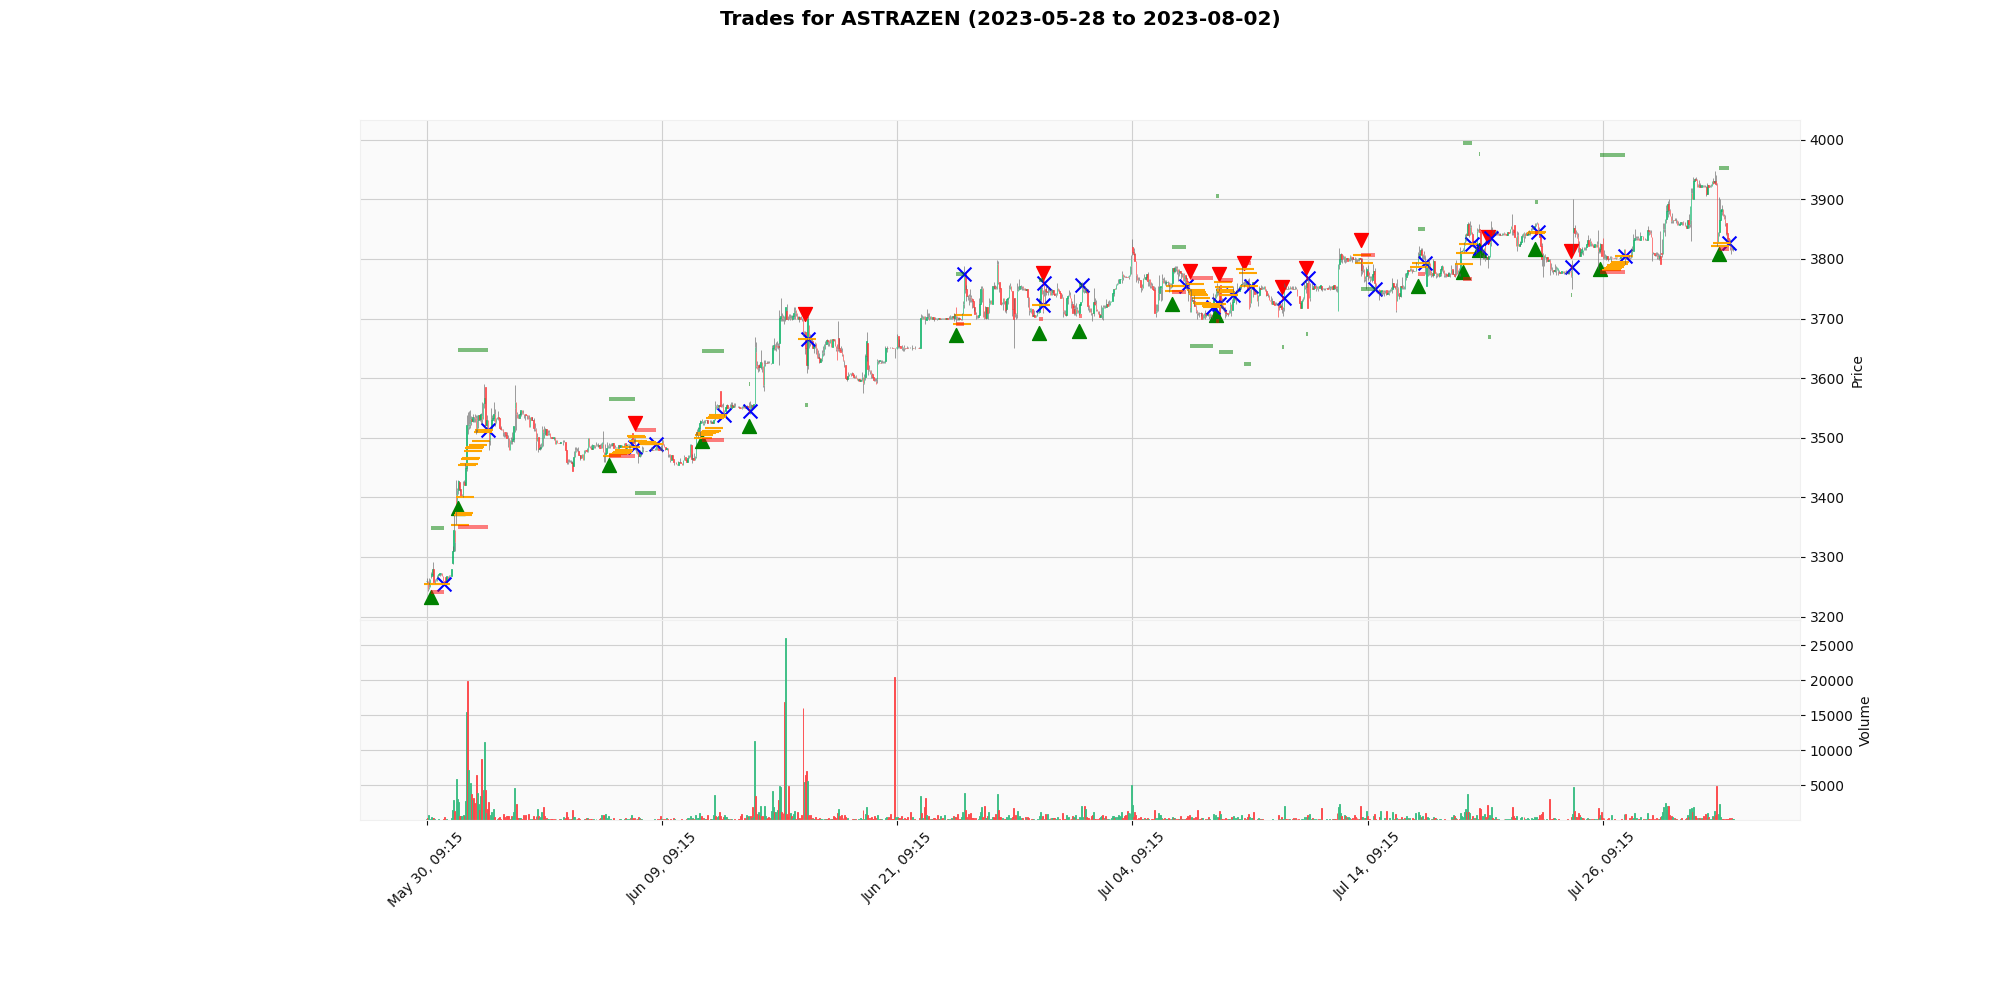 Trades for ASTRAZEN (2023-05-28 to 2023-08-02)
4000
3900
3800
3700
3600
3500
3400
3300
3200
Price
25000
20000
15000
10000
5000
Volume
May 30, 09:15
Jun 09, 09:15
Jun 21, 09:15
Jul 04, 09:15
Jul 14, 09:15
Jul 26, 09:15